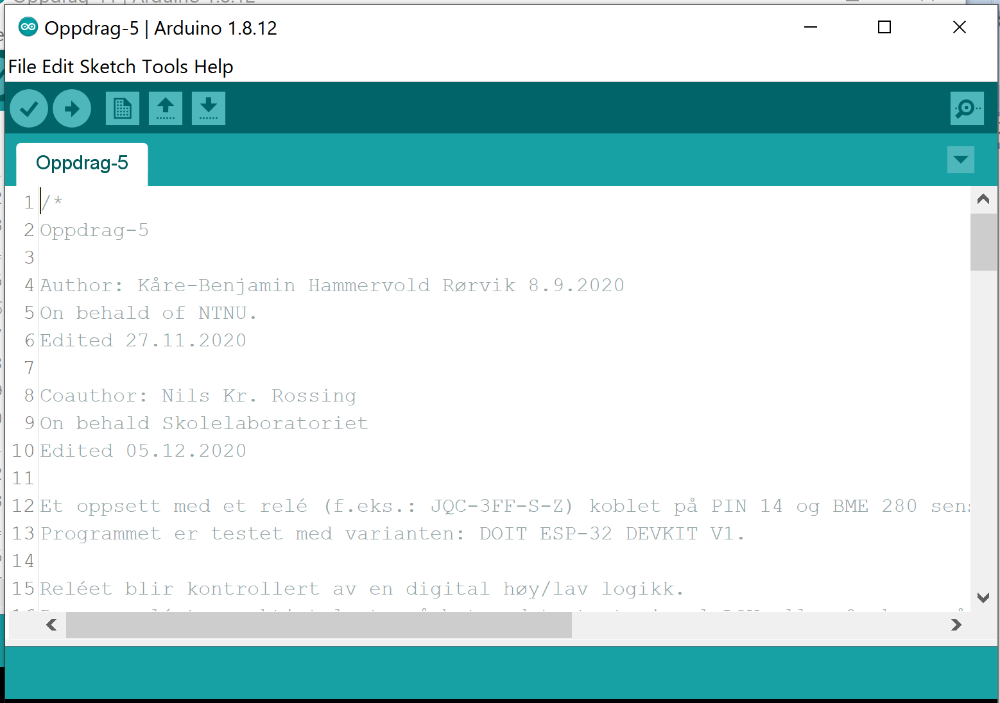 Oppdrag-5 | Arduino 1.8.12
File Edit Sketch Tools Help
Oppdrag-5
1 /*
2 Oppdrag-5
3
4 Author: Kåre-Benjamin Hammervold Rørvik 8.9.2020
5 On behald of NTNU.
6 Edited 27.11.2020
7
8 Coauthor: Nils Kr. Rossing
9 On behald Skolelaboratoriet
10 Edited 05.12.2020
11
12 Et oppsett med et relé (f.eks.: JQC-3FF-S-Z) koblet på PIN 14 og BME 280 sens
13 Programmet er testet med varianten: DOIT ESP-32 DEVKIT V1.
14
15 Reléet blir kontrollert av en digital høy/lav logikk.